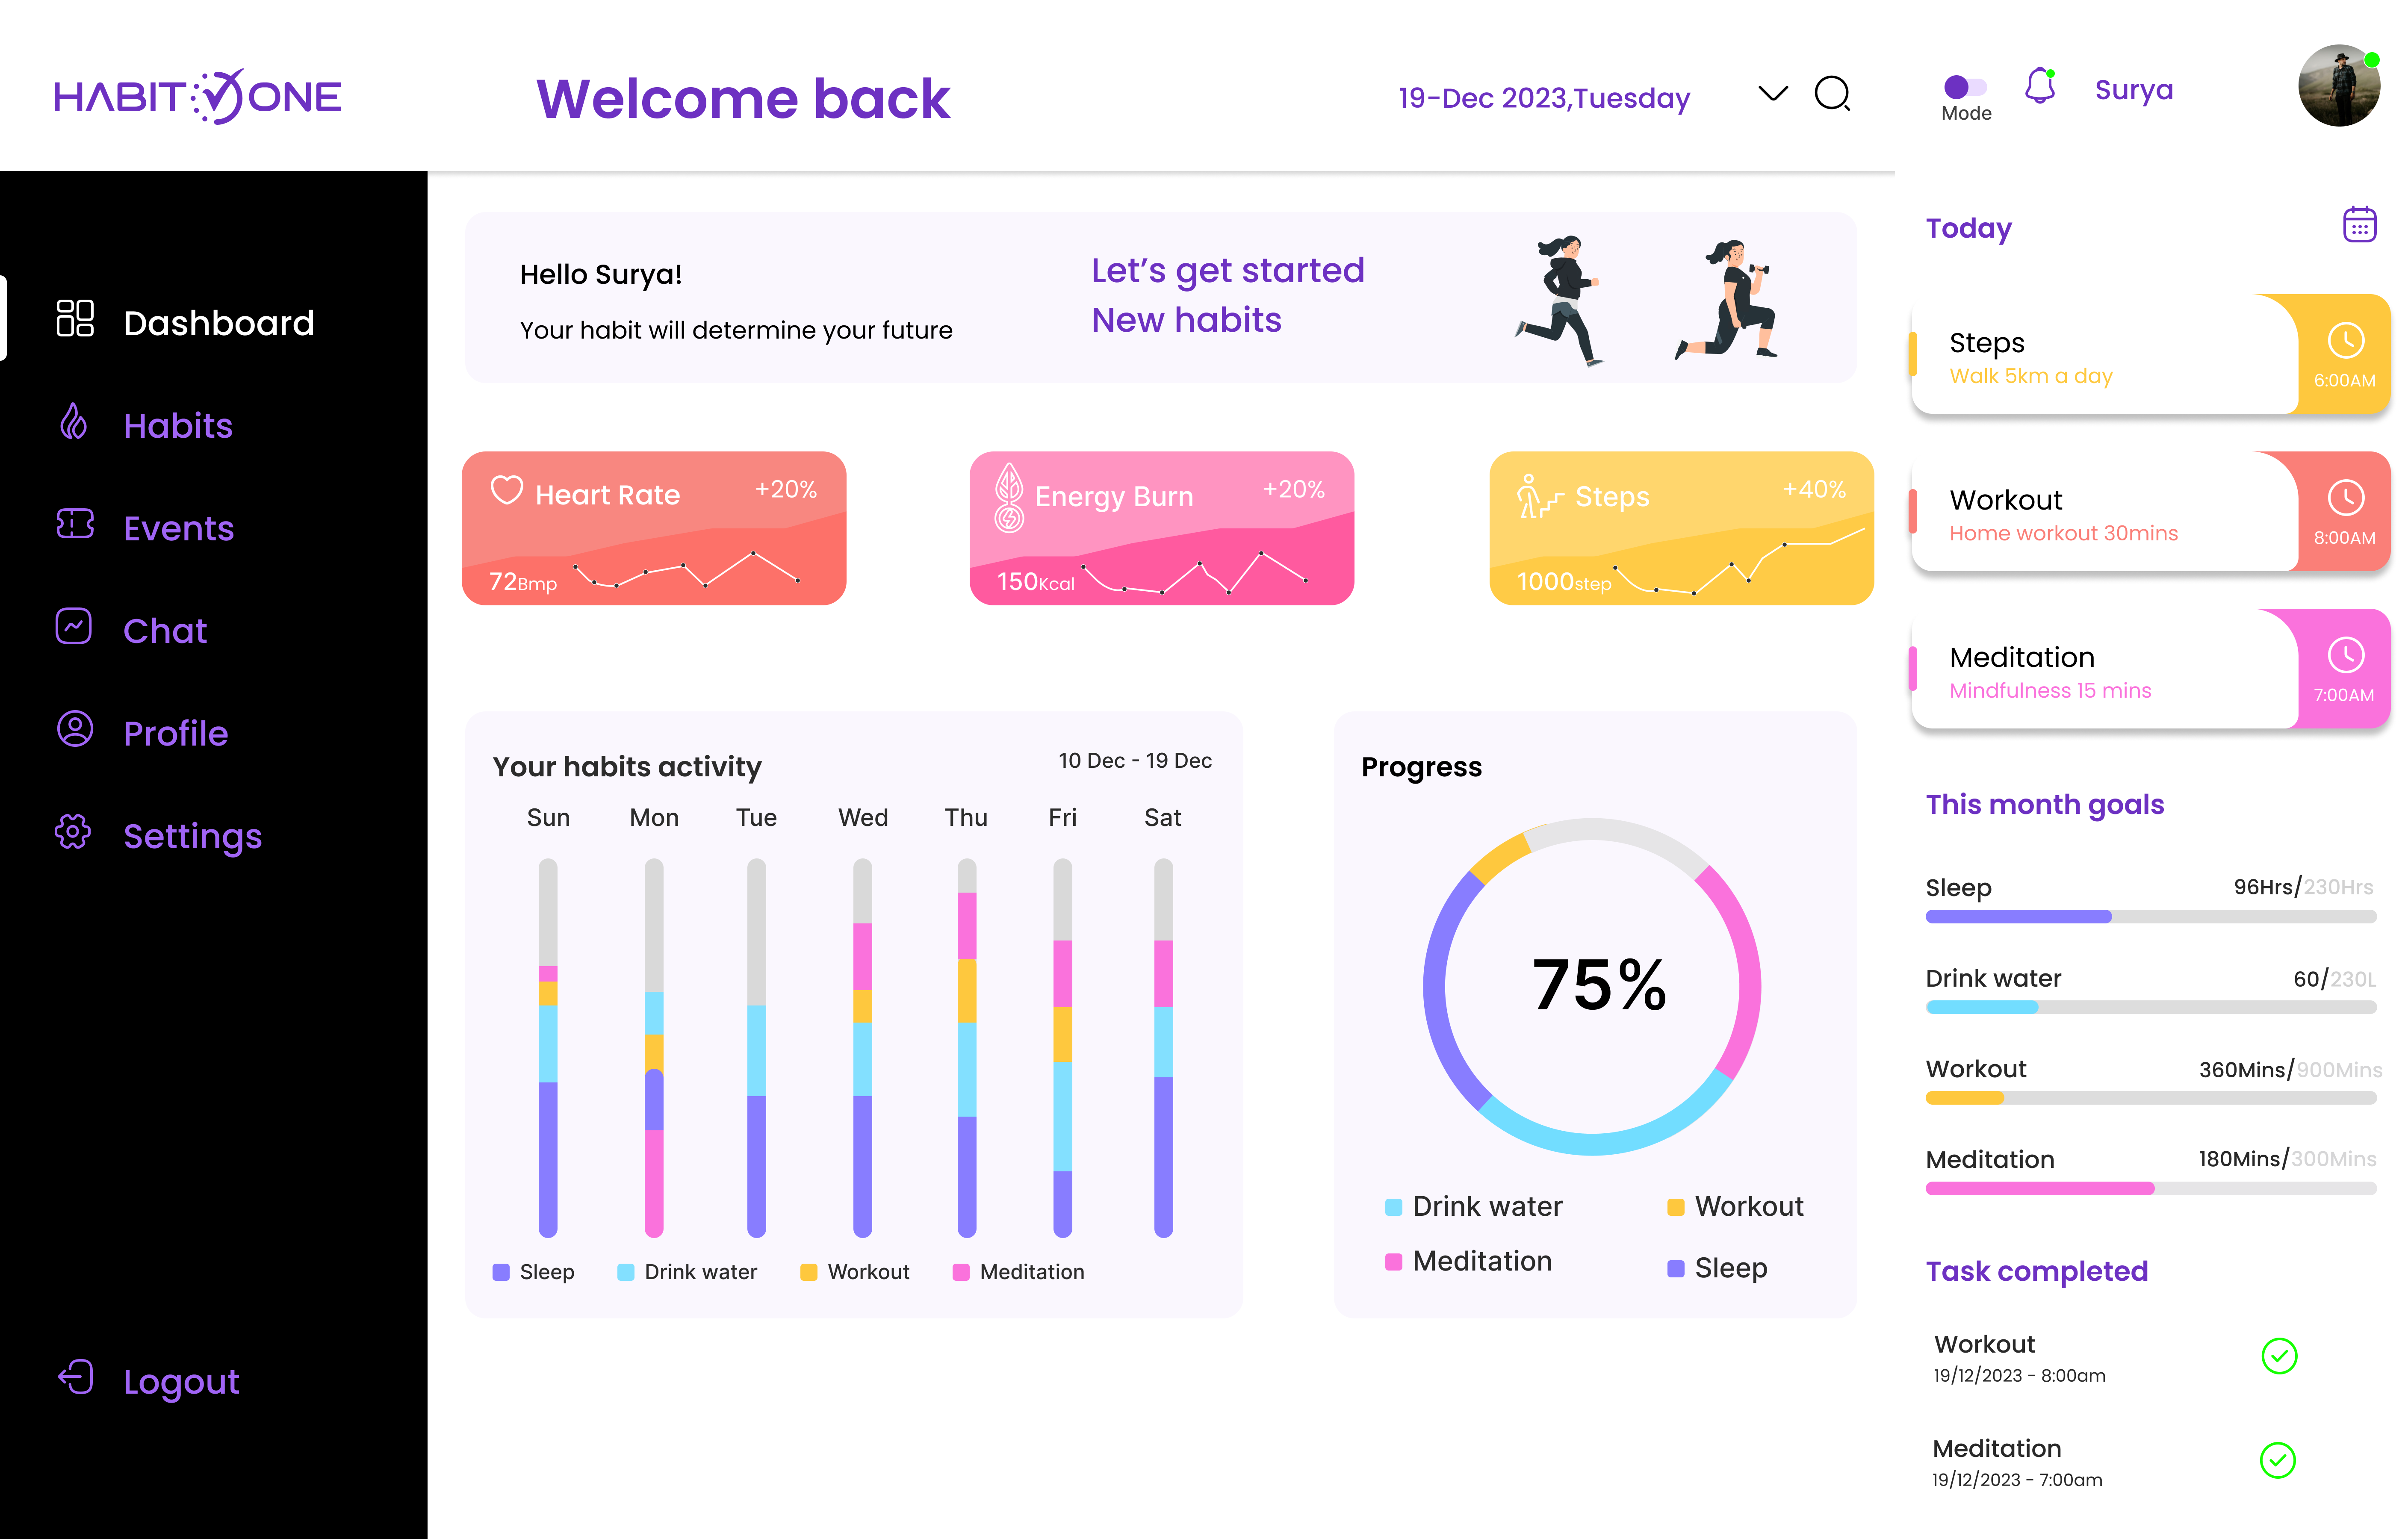 HABIT ONE
Welcome back
19-Dec 2023,Tuesday
Mode
Surya
Dashboard
Habits
Events
Chat
Profile
Settings
Logout
Hello Surya!
Your habit will determine your future
Let’s get started
New habits
Heart Rate +20%
72Bmp
Energy Burn +20%
150Kcal
Steps +40%
1000step
Your habits activity
10 Dec - 19 Dec
Sun Mon Tue Wed Thu Fri Sat
Sleep Drink water Workout Meditation
Progress
75%
Drink water Workout
Meditation Sleep
Today
Steps
Walk 5km a day
6:00AM
Workout
Home workout 30mins
8:00AM
Meditation
Mindfulness 15 mins
7:00AM
This month goals
Sleep 96Hrs/230Hrs
Drink water 60/230L
Workout 360Mins/900Mins
Meditation 180Mins/300Mins
Task completed
Workout
19/12/2023 - 8:00am
Meditation
19/12/2023 - 7:00am